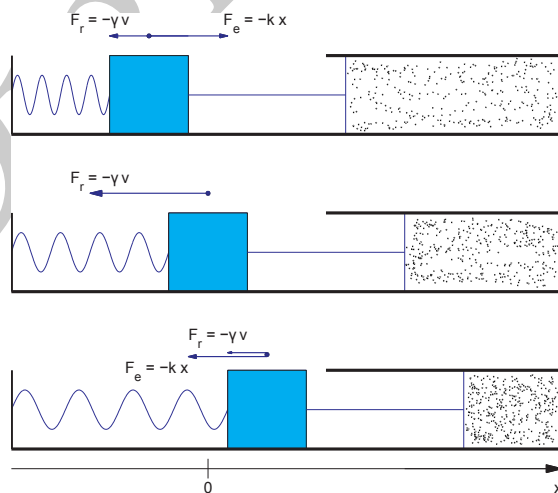 F_r = −γ v F_e = −k x
F_r = −γ v
F_r = −γ v
F_e = −k x
0 x